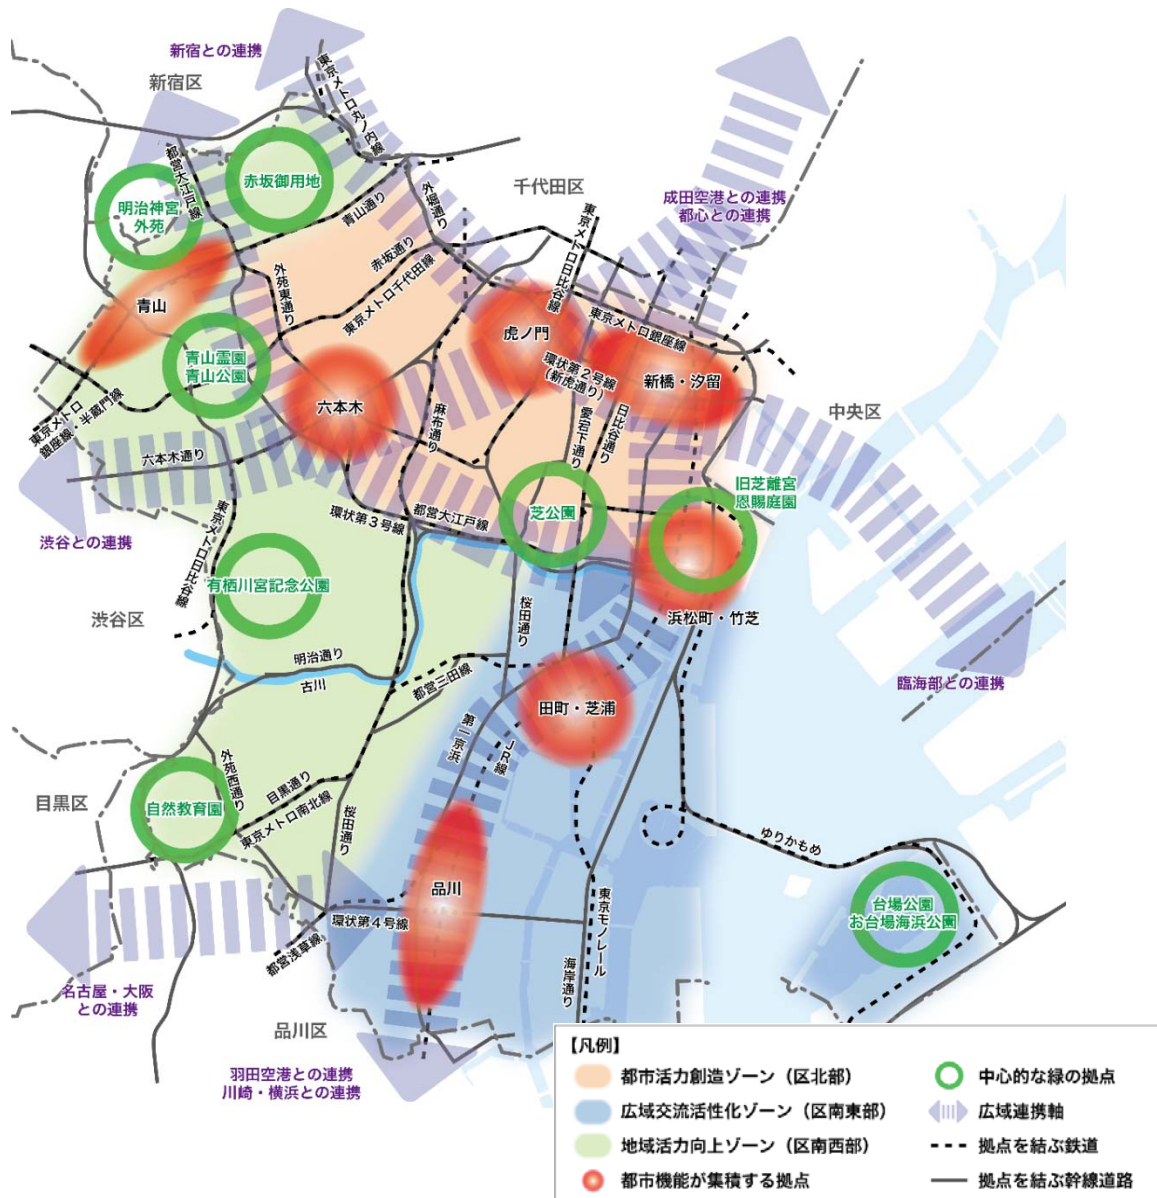 新宿との連携
新宿区
東京メトロ丸ノ内線
都営大江戸線
赤坂御用地
明治神宮
外苑
外堀通り
千代田区
成田空港との連携
都心との連携
青山通り
赤坂通り
東京メトロ日比谷線
外苑東通り
東京メトロ千代田線
青山
虎ノ門
東京メトロ銀座線
環状第2号線
(新虎通り)
新橋・汐留
青山霊園
青山公園
六本木
麻布通り
愛宕下通り
日比谷通り
中央区
東京メトロ
銀座線・半蔵門線
六本木通り
旧芝離宮
恩賜庭園
渋谷との連携
東京メトロ日比谷線
環状第3号線
都営大江戸線
芝公園
有栖川宮記念公園
渋谷区
桜田通り
浜松町・竹芝
明治通り
古川
都営三田線
臨海部との連携
田町・芝浦
第一京浜
JR線
外苑西通り
目黒区
自然教育園
目黒通り
東京メトロ南北線
桜田通り
ゆりかもめ
品川
台場公園
お台場海浜公園
環状第4号線
都営浅草線
東京モノレール
海岸通り
名古屋・大阪
との連携
品川区
羽田空港との連携
川崎・横浜との連携
【凡例】
都市活力創造ゾーン（区北部）
広域交流活性化ゾーン（区南東部）
地域活力向上ゾーン（区南西部）
都市機能が集積する拠点
中心的な緑の拠点
広域連携軸
拠点を結ぶ鉄道
拠点を結ぶ幹線道路